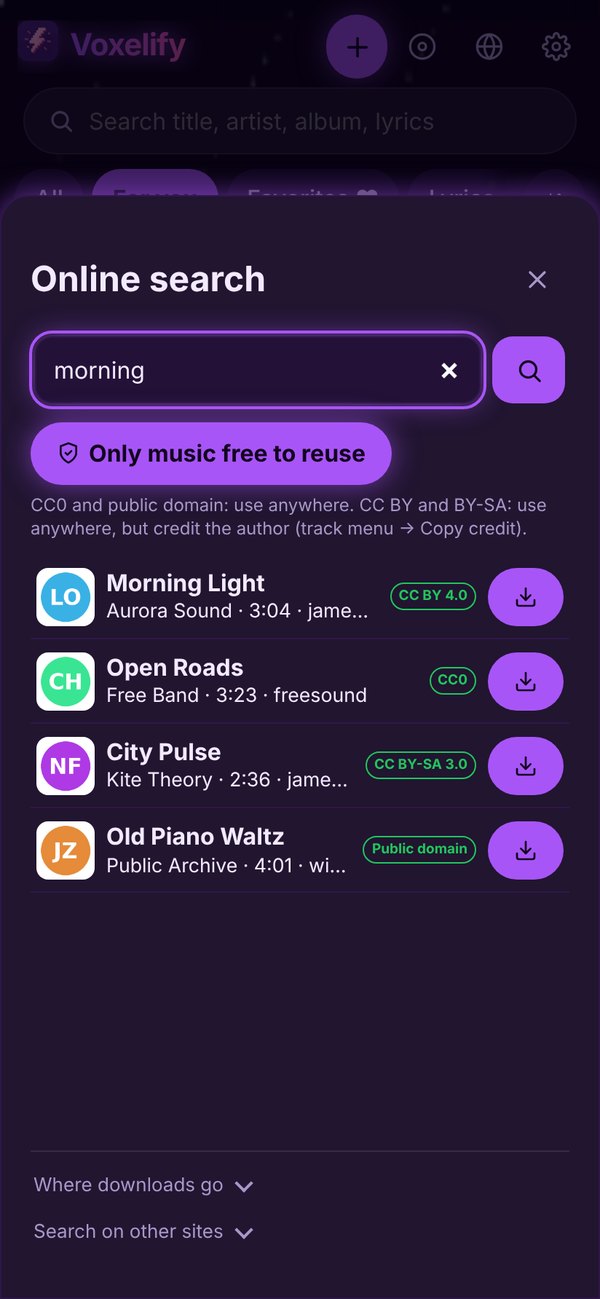 Voxelify
Search title, artist, album, lyrics
All
Favorites
Lyrics
Online search
morning
Only music free to reuse
CC0 and public domain: use anywhere. CC BY and BY-SA: use
anywhere, but credit the author (track menu → Copy credit).
LO
Morning Light
Aurora Sound · 3:04 · jame...
CC BY 4.0
CH
Open Roads
Free Band · 3:23 · freesound
CC0
NF
City Pulse
Kite Theory · 2:36 · jame...
CC BY-SA 3.0
JZ
Old Piano Waltz
Public Archive · 4:01 · wi...
Public domain
Where downloads go
Search on other sites